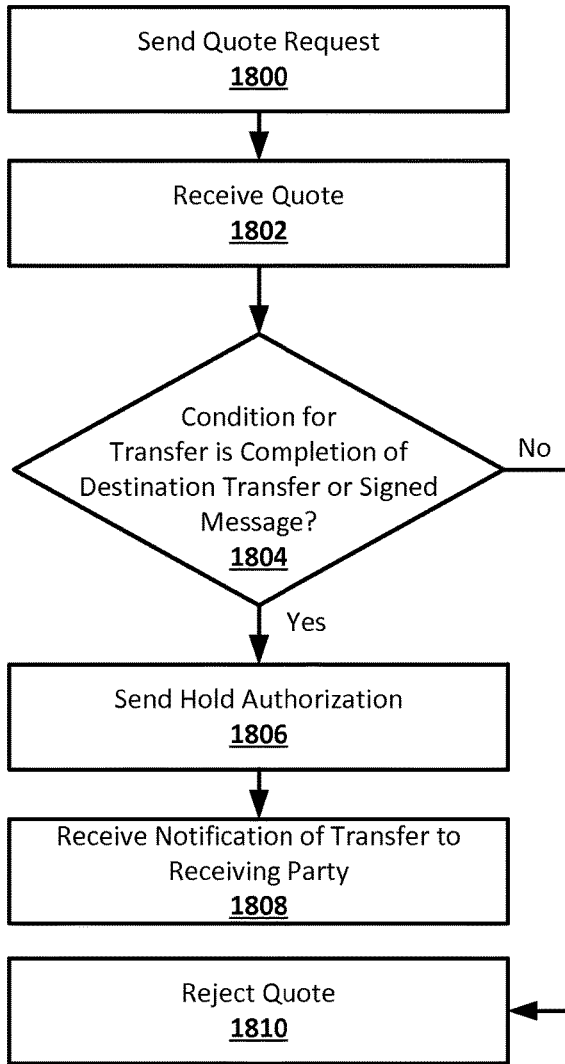 Send Quote Request
1800
Receive Quote
1802
Condition for
Transfer is Completion of
Destination Transfer or Signed
Message?
1804
No
Yes
Send Hold Authorization
1806
Receive Notification of Transfer to
Receiving Party
1808
Reject Quote
1810